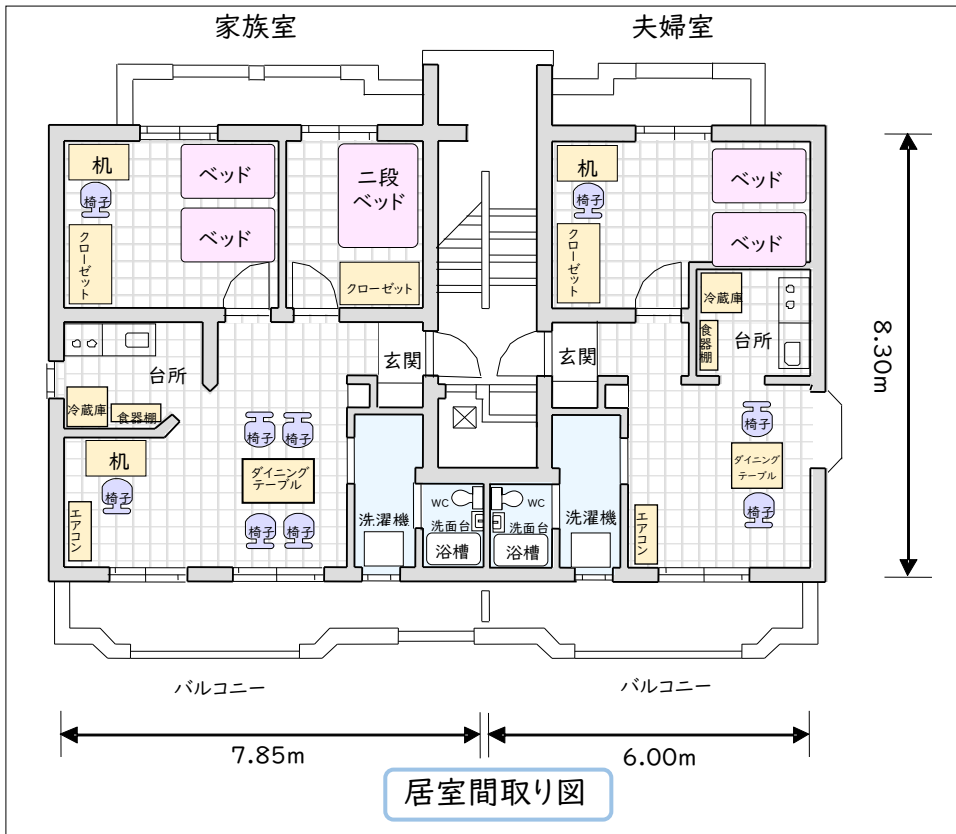 家族室
夫婦室
机
椅子
ベッド
ベッド
クローゼット
二段
ベッド
クローゼット
机
椅子
ベッド
ベッド
クローゼット
冷蔵庫
食器棚
台所
台所
冷蔵庫
食器棚
玄関
玄関
机
椅子
エアコン
椅子
椅子
ダイニング
テーブル
椅子
椅子
洗濯機
WC
洗面台
浴槽
WC
洗面台
浴槽
洗濯機
エアコン
椅子
ダイニング
テーブル
椅子
8.30m
バルコニー
バルコニー
7.85m
6.00m
居室間取り図